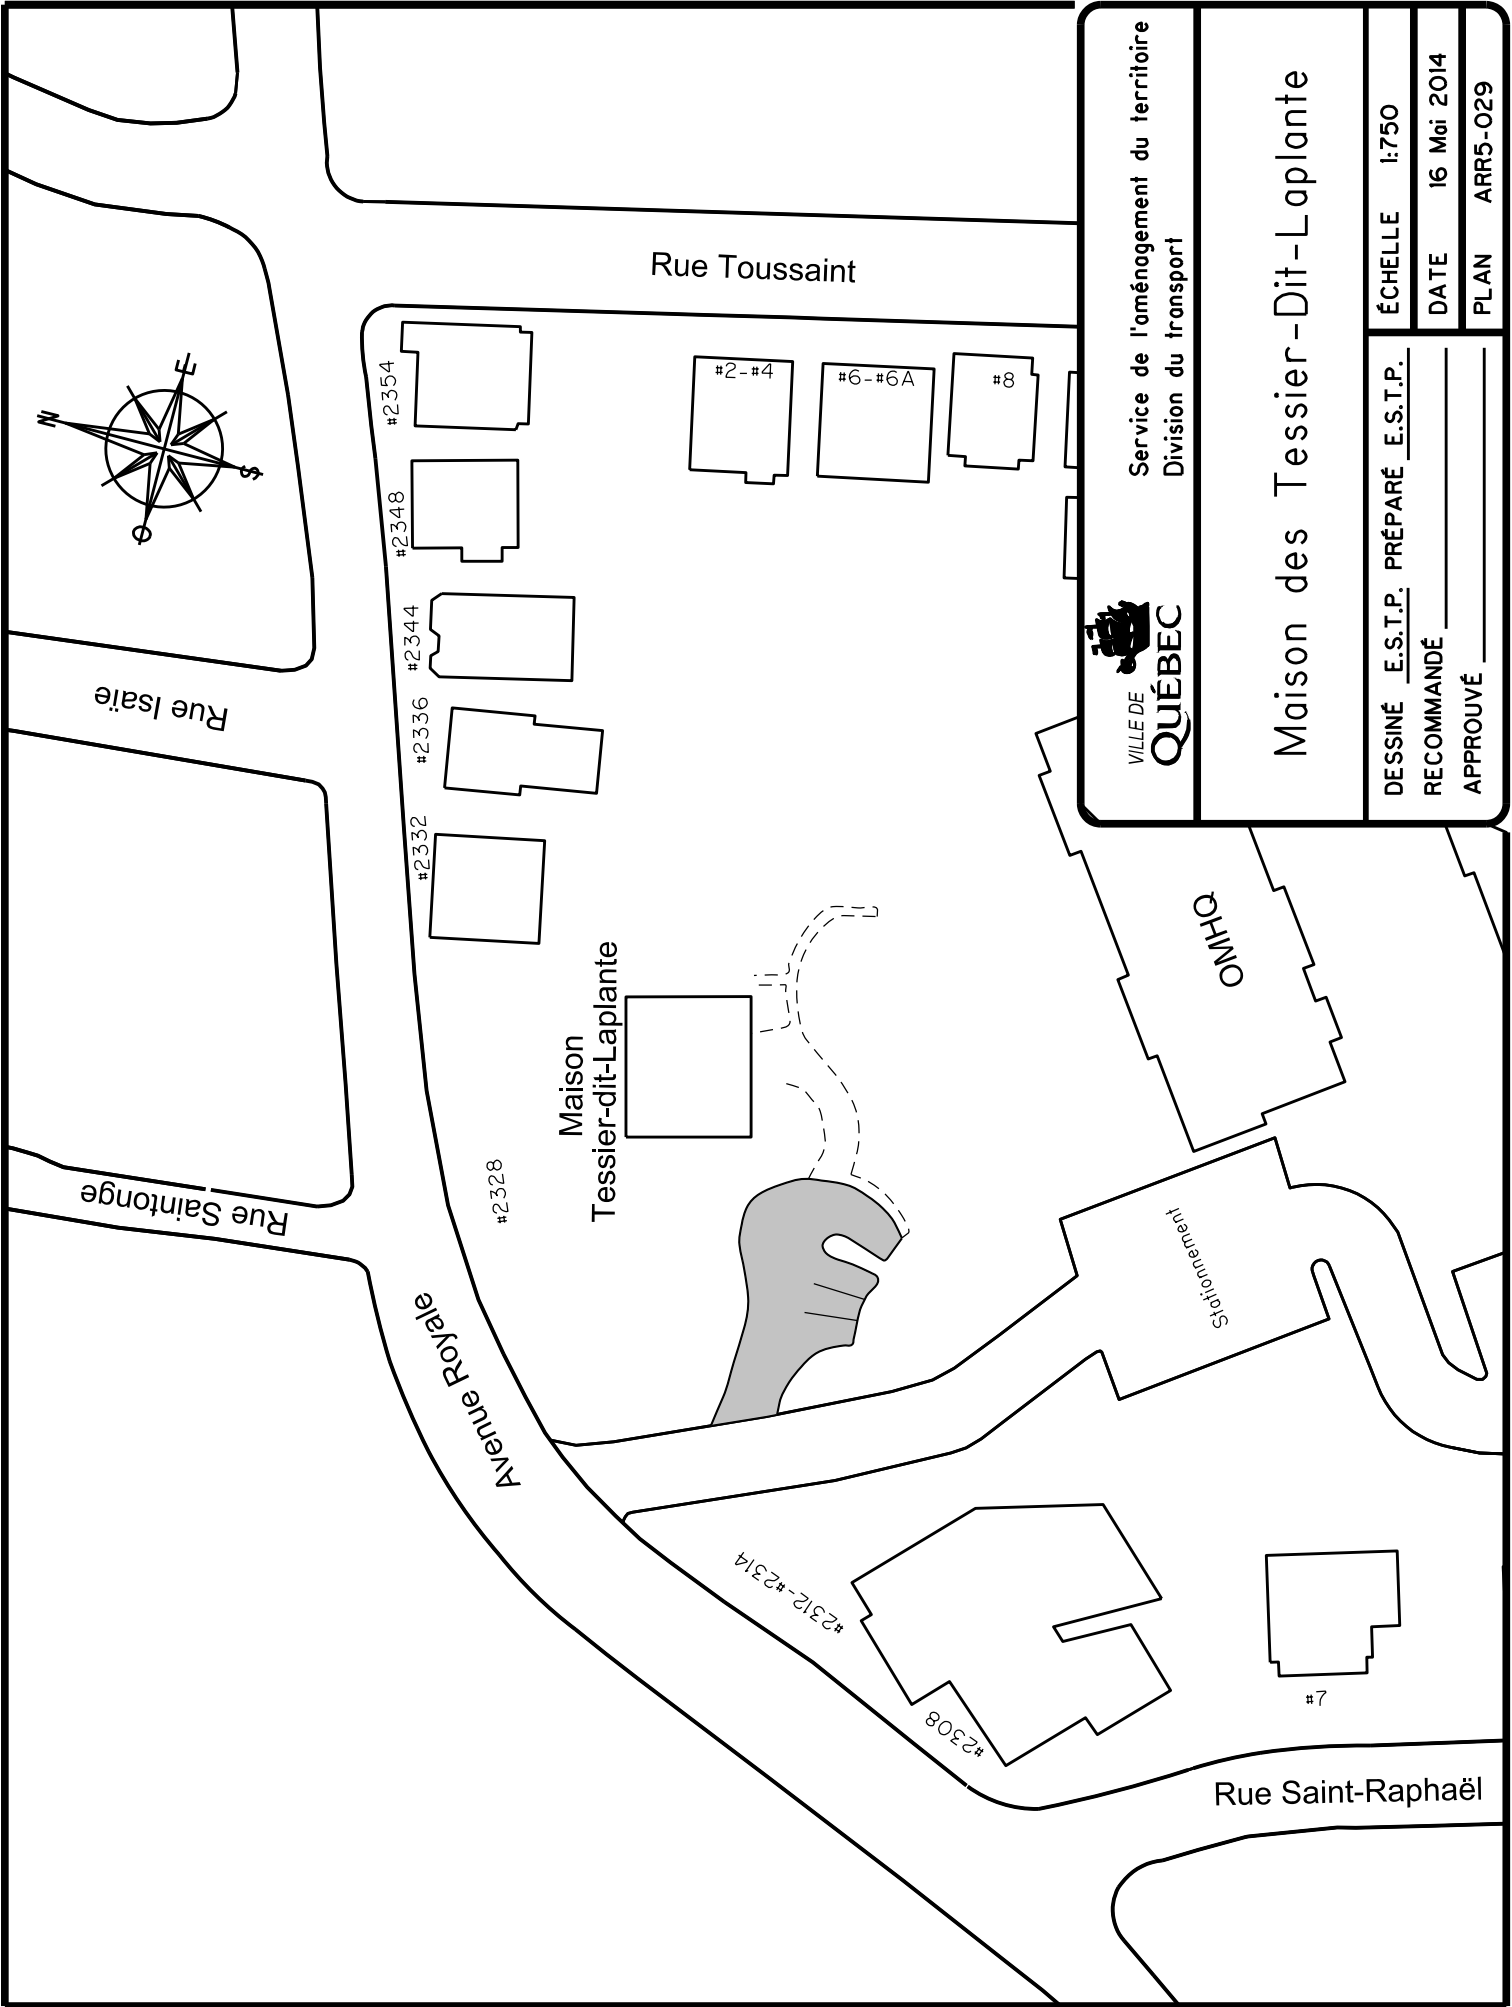 Rue Toussaint
#2354
#2348
#2344
#2336
#2332
#2-#4
#6-#6A
#8
N
E
S
O
Rue Isaïe
Rue Saintonge
Avenue Royale
Maison
Tessier-dit-Laplante
#2328
OMHQ
Stationnement
#2312-#2314
#2308
#7
Rue Saint-Raphaël
VILLE DE
QUÉBEC
Service de l'aménagement du territoire
Division du transport
Maison des Tessier-Dit-Laplante
DESSINÉ E.S.T.P. PRÉPARÉ E.S.T.P.
RECOMMANDÉ
APPROUVÉ
ÉCHELLE 1:750
DATE 16 Mai 2014
PLAN ARR5-029